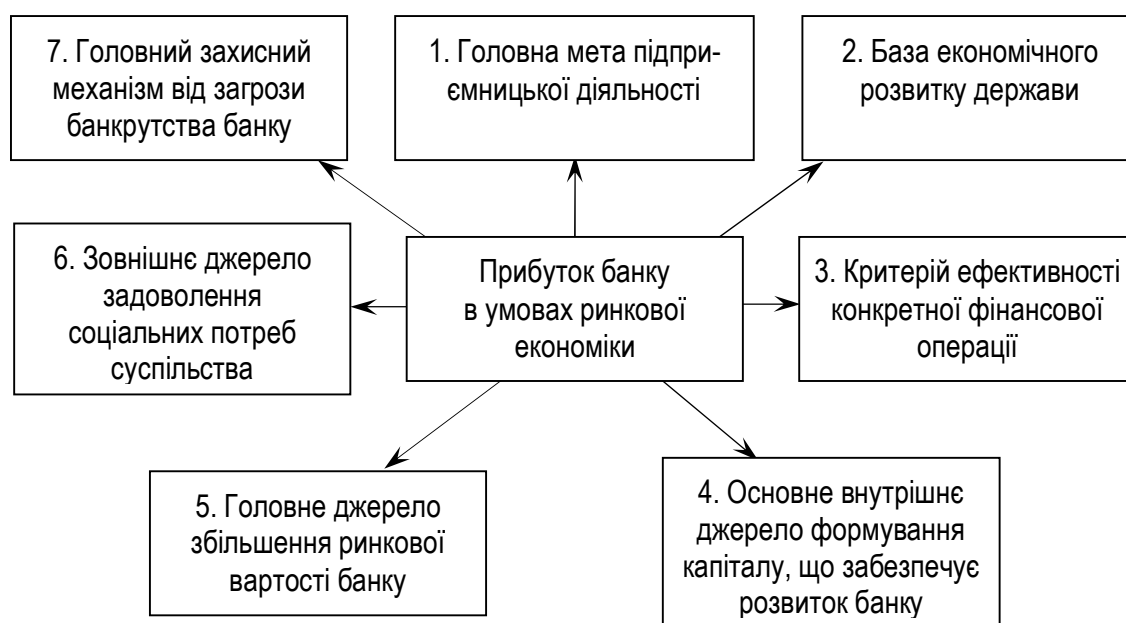 7. Головний захисний
механізм від загрози
банкрутства банку
1. Головна мета підпри-
ємницької діяльності
2. База економічного
розвитку держави
6. Зовнішнє джерело
задоволення
соціальних потреб
суспільства
Прибуток банку
в умовах ринкової
економіки
3. Критерій ефективності
конкретної фінансової
операції
5. Головне джерело
збільшення ринкової
вартості банку
4. Основне внутрішнє
джерело формування
капіталу, що забезпечує
розвиток банку